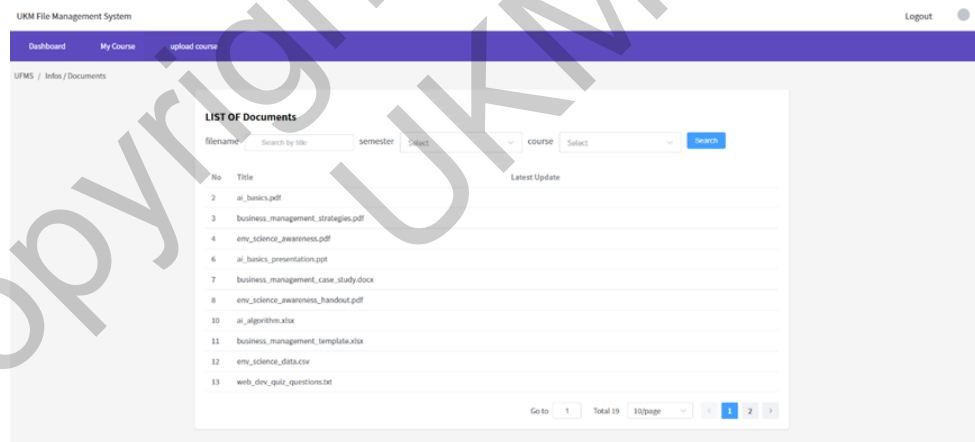 UKM File Management System Logout
Dashboard My Course upload course
UFMS / Infos / Documents
LIST OF Documents
filename Search by title semester Select course Select Search
No Title Latest Update
2 ai_basics.pdf
3 business_management_strategies.pdf
4 env_science_awareness.pdf
6 ai_basics_presentation.ppt
7 business_management_case_study.docx
8 env_science_awareness_handout.pdf
10 ai_algorithm.xlsx
11 business_management_template.xlsx
12 env_science_data.csv
13 web_dev_quiz_questions.txt
Go to 1 Total 19 10/page < 1 2 >
opyright
UKM